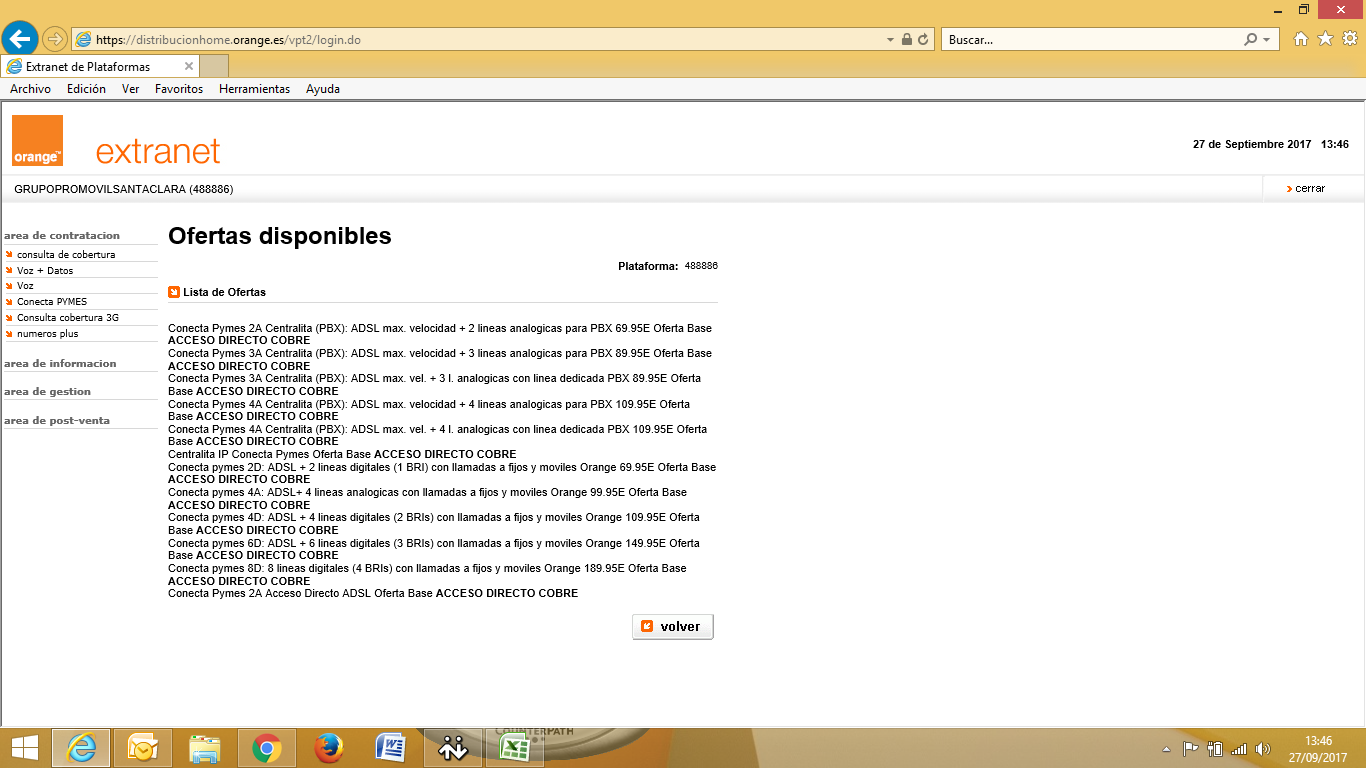 https://distribucionhome.orange.es/vpt2/login.do
Buscar...
Extranet de Plataformas
Archivo Edición Ver Favoritos Herramientas Ayuda
orange™
extranet
27 de Septiembre 2017 13:46
GRUPOPROMOVILSANTACLARA (488886)
cerrar
area de contratacion
consulta de cobertura
Voz + Datos
Voz
Conecta PYMES
Consulta cobertura 3G
numeros plus
area de informacion
area de gestion
area de post-venta
Ofertas disponibles
Plataforma: 488886
Lista de Ofertas
Conecta Pymes 2A Centralita (PBX): ADSL max. velocidad + 2 lineas analogicas para PBX 69.95E Oferta Base
ACCESO DIRECTO COBRE
Conecta Pymes 3A Centralita (PBX): ADSL max. velocidad + 3 lineas analogicas para PBX 89.95E Oferta Base
ACCESO DIRECTO COBRE
Conecta Pymes 3A Centralita (PBX): ADSL max. vel. + 3 l. analogicas con linea dedicada PBX 89.95E Oferta
Base ACCESO DIRECTO COBRE
Conecta Pymes 4A Centralita (PBX): ADSL max. velocidad + 4 lineas analogicas para PBX 109.95E Oferta
Base ACCESO DIRECTO COBRE
Conecta Pymes 4A Centralita (PBX): ADSL max. vel. + 4 l. analogicas con linea dedicada PBX 109.95E Oferta
Base ACCESO DIRECTO COBRE
Centralita IP Conecta Pymes Oferta Base ACCESO DIRECTO COBRE
Conecta pymes 2D: ADSL + 2 lineas digitales (1 BRI) con llamadas a fijos y moviles Orange 69.95E Oferta Base
ACCESO DIRECTO COBRE
Conecta pymes 4A: ADSL+ 4 lineas analogicas con llamadas a fijos y moviles Orange 99.95E Oferta Base
ACCESO DIRECTO COBRE
Conecta pymes 4D: ADSL + 4 lineas digitales (2 BRIs) con llamadas a fijos y moviles Orange 109.95E Oferta
Base ACCESO DIRECTO COBRE
Conecta pymes 6D: ADSL + 6 lineas digitales (3 BRIs) con llamadas a fijos y moviles Orange 149.95E Oferta
Base ACCESO DIRECTO COBRE
Conecta pymes 8D: 8 lineas digitales (4 BRIs) con llamadas a fijos y moviles Orange 189.95E Oferta Base
ACCESO DIRECTO COBRE
Conecta Pymes 2A Acceso Directo ADSL Oferta Base ACCESO DIRECTO COBRE
volver
COUNTERPATH
13:46
27/09/2017